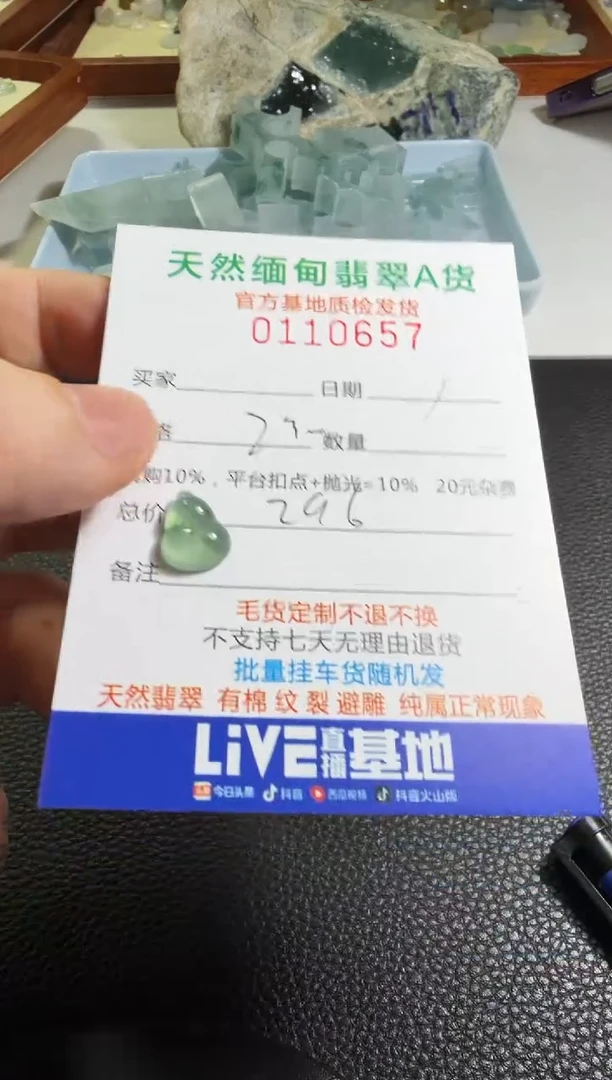 天然缅甸翡翠A货
官方基地质检发货
0110657
买家 日期
数量
购10%，平台扣点+抛光=10% 20元杂费
总价 296
备注
毛货定制不退不换
不支持七天无理由退货
批量挂车货随机发
天然翡翠 有棉 纹 裂 避雕 纯属正常现象
LiVE直播基地
今日头条 抖音 西瓜视频 抖音火山版